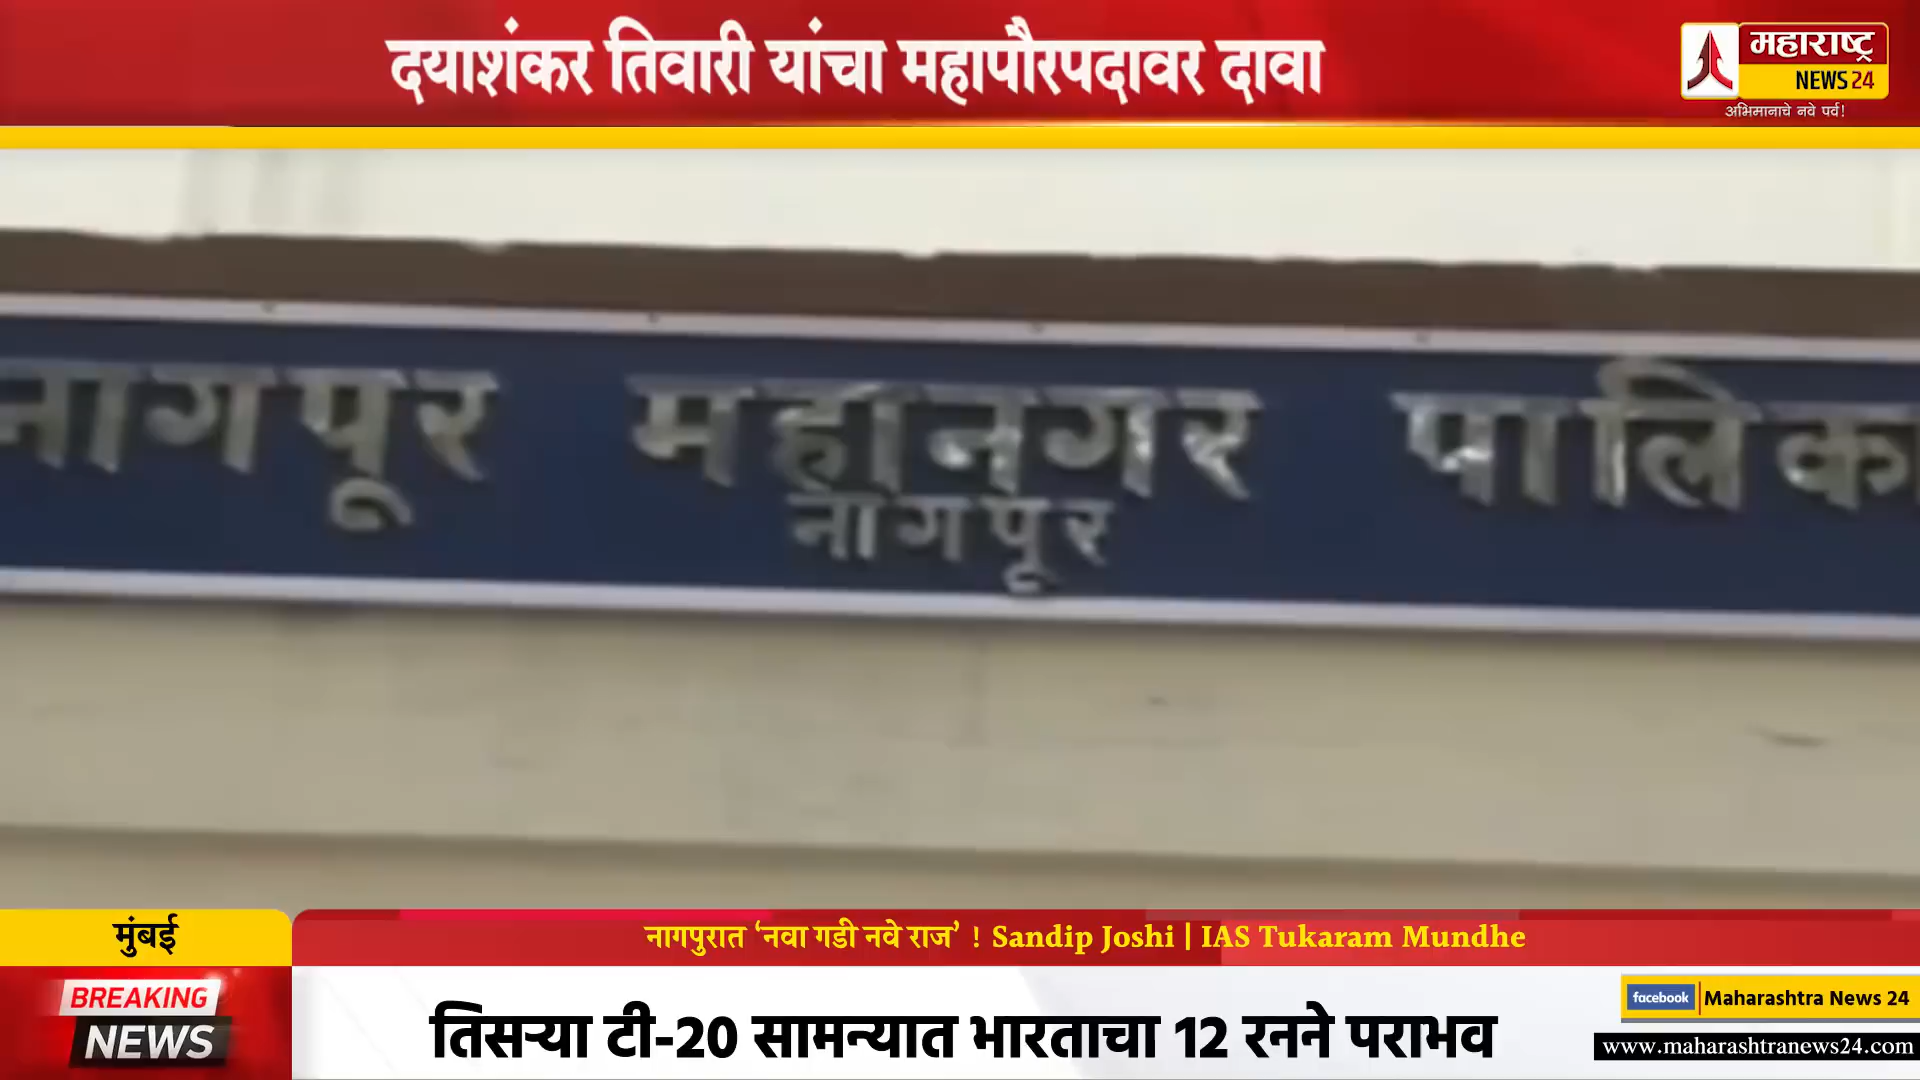 दयाशंकर तिवारी यांचा महापौरपदावर दावा
महाराष्ट्र
NEWS 24
अभिमानाचे नवे पर्व!
नागपूर महानगर पालिका
नागपूर
मुंबई
नागपुरात ‘नवा गडी नवे राज’ ! Sandip Joshi | IAS Tukaram Mundhe
BREAKING
NEWS
तिसऱ्या टी-20 सामन्यात भारताचा 12 रनने पराभव
facebook Maharashtra News 24
www.maharashtranews24.com